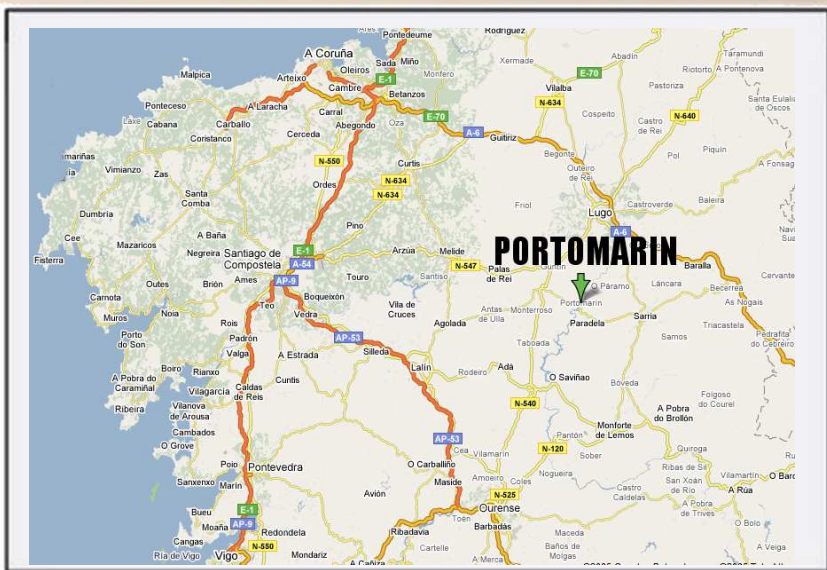 Ares
Pontedeume
Rodríguez
A Coruña
Xermade
Abadín
Taramundi
Riotorto
A Pontenova
Sada
Miño
Oleiros
Monfero
Malpica
Arteixo
Cambre
E-1
Betanzos
E-70
Vilalba
Pastoriza
Ponteceso
A Laracha
Carral
N-634
Cospeito
N-640
Santa Eulalia
de Oscos
Laxe
Cabana
Carballo
Abegondo
Oza
E-70
Castro
de Rei
Coristanco
Cerceda
A-6
Guitiriz
mariñas
N-550
Curtis
Begonte
Pol
Piquín
Vimianzo
Zas
Outeiro
de Rei
A Fonsag
ía
N-634
Santa
Comba
Ordes
N-634
Castroverde
Baleira
Dumbría
Friol
Lugo
A Baña
Pino
Cee
Mazaricos
Negreira
Santiago de
Compostela
E-1
Arzúa
Melide
PORTOMARIN
A-6
Fisterra
A-54
N-547
Palas
de Rei
Guntín
Baralla
Ames
AP-9
Touro
Santiso
Cervante
Outes
Brión
Boqueixón
O Páramo
Láncara
Becerrea
Carnota
Teo
Vila de
Cruces
Portomarín
As Nogais
Muros
Noia
Vedra
Antas
de Ulla
Monterroso
Rois
Agolada
Paradela
Sarria
Triacastela
Porto
do Son
Padrón
AP-53
Taboada
Samos
Pedrafita
do Cebreiro
Valga
A Estrada
Silleda
Boiro
Rianxo
Lalín
A Pobra do
Caramiñal
Cuntis
Rodeiro
Adá
O Saviñao
Bóveda
Vilagarcía
Caldas
de Reis
Folgoso
do Courel
Ribeira
Vilanova
de Arousa
N-540
A Pobra
do Brollón
Cambados
AP-53
Monforte
de Lemos
O Grove
Cea
Vilamarín
N-120
Pantón
Sober
Quiroga
Poio
Pontevedra
O Carballiño
Ribas de Sil
Vilamartín
O Barc
Sanxenxo
Marín
Amoeiro
Coles
Nogueira
San Xoán
de Río
A Rúa
Maside
Avión
N-525
Castro
Caldelas
Bueu
E-1
Ourense
A Pobra
de Trives
Moaña
AP-9
Redondela
Toén
Barbadás
O Bolo
Cangas
Ribadavia
Maceda
Ría de Vigo
Vigo
N-550
Mondariz
Cartelle
Baños de
Molgas
A Veiga
A Cañiza
A Merca